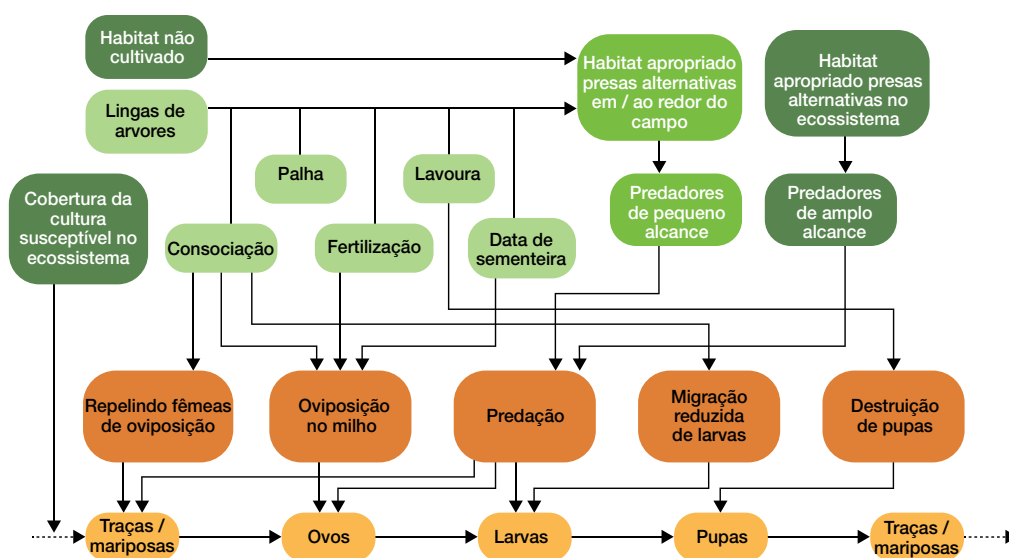 Habitat não
cultivado
Lingas de
arvores
Habitat apropriado
presas alternativas
em / ao redor do
campo
Habitat
apropriado presas
alternativas no
ecossistema
Palha
Lavoura
Cobertura da
cultura
susceptível no
ecossistema
Predadores
de pequeno
alcance
Predadores
de amplo
alcance
Consociação
Fertilização
Data de
sementeira
Repelindo fêmeas
de oviposição
Oviposição
no milho
Predação
Migração
reduzida
de larvas
Destruição
de pupas
Traças /
mariposas
Ovos
Larvas
Pupas
Traças /
mariposas